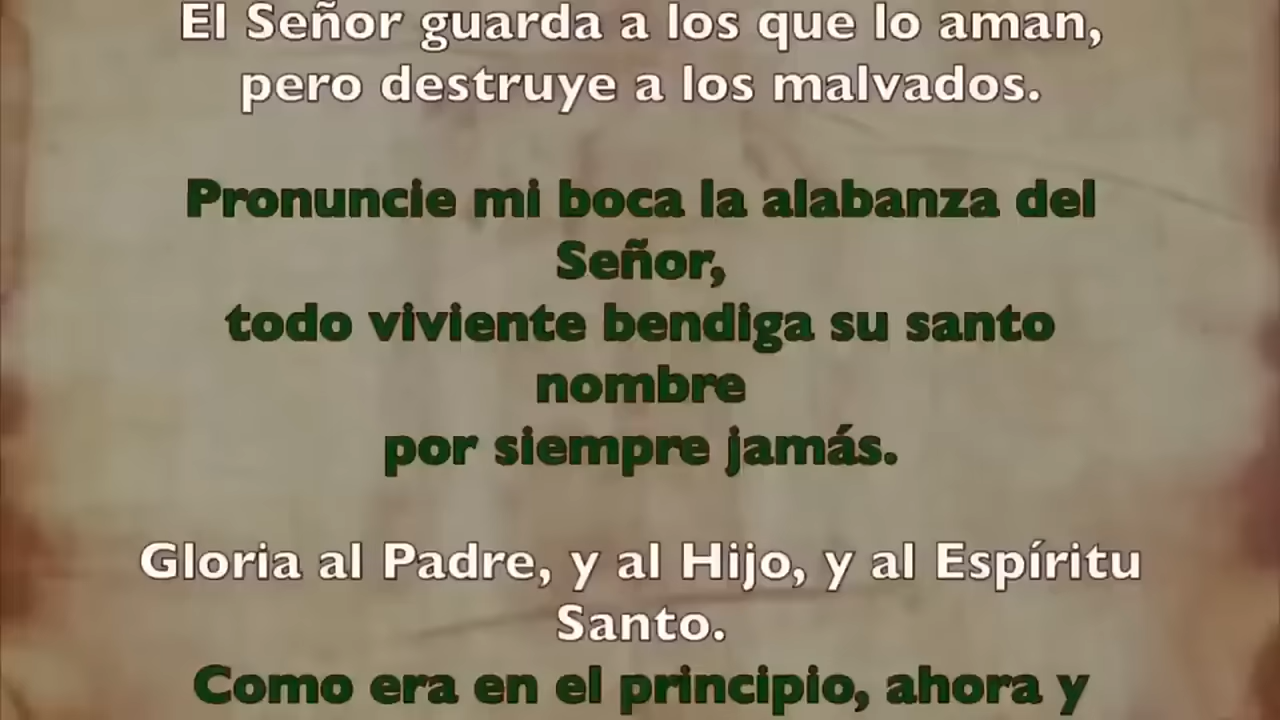 El Señor guarda a los que lo aman,
pero destruye a los malvados.
Pronuncie mi boca la alabanza del
Señor,
todo viviente bendiga su santo
nombre
por siempre jamás.
Gloria al Padre, y al Hijo, y al Espíritu
Santo.
Como era en el principio, ahora y